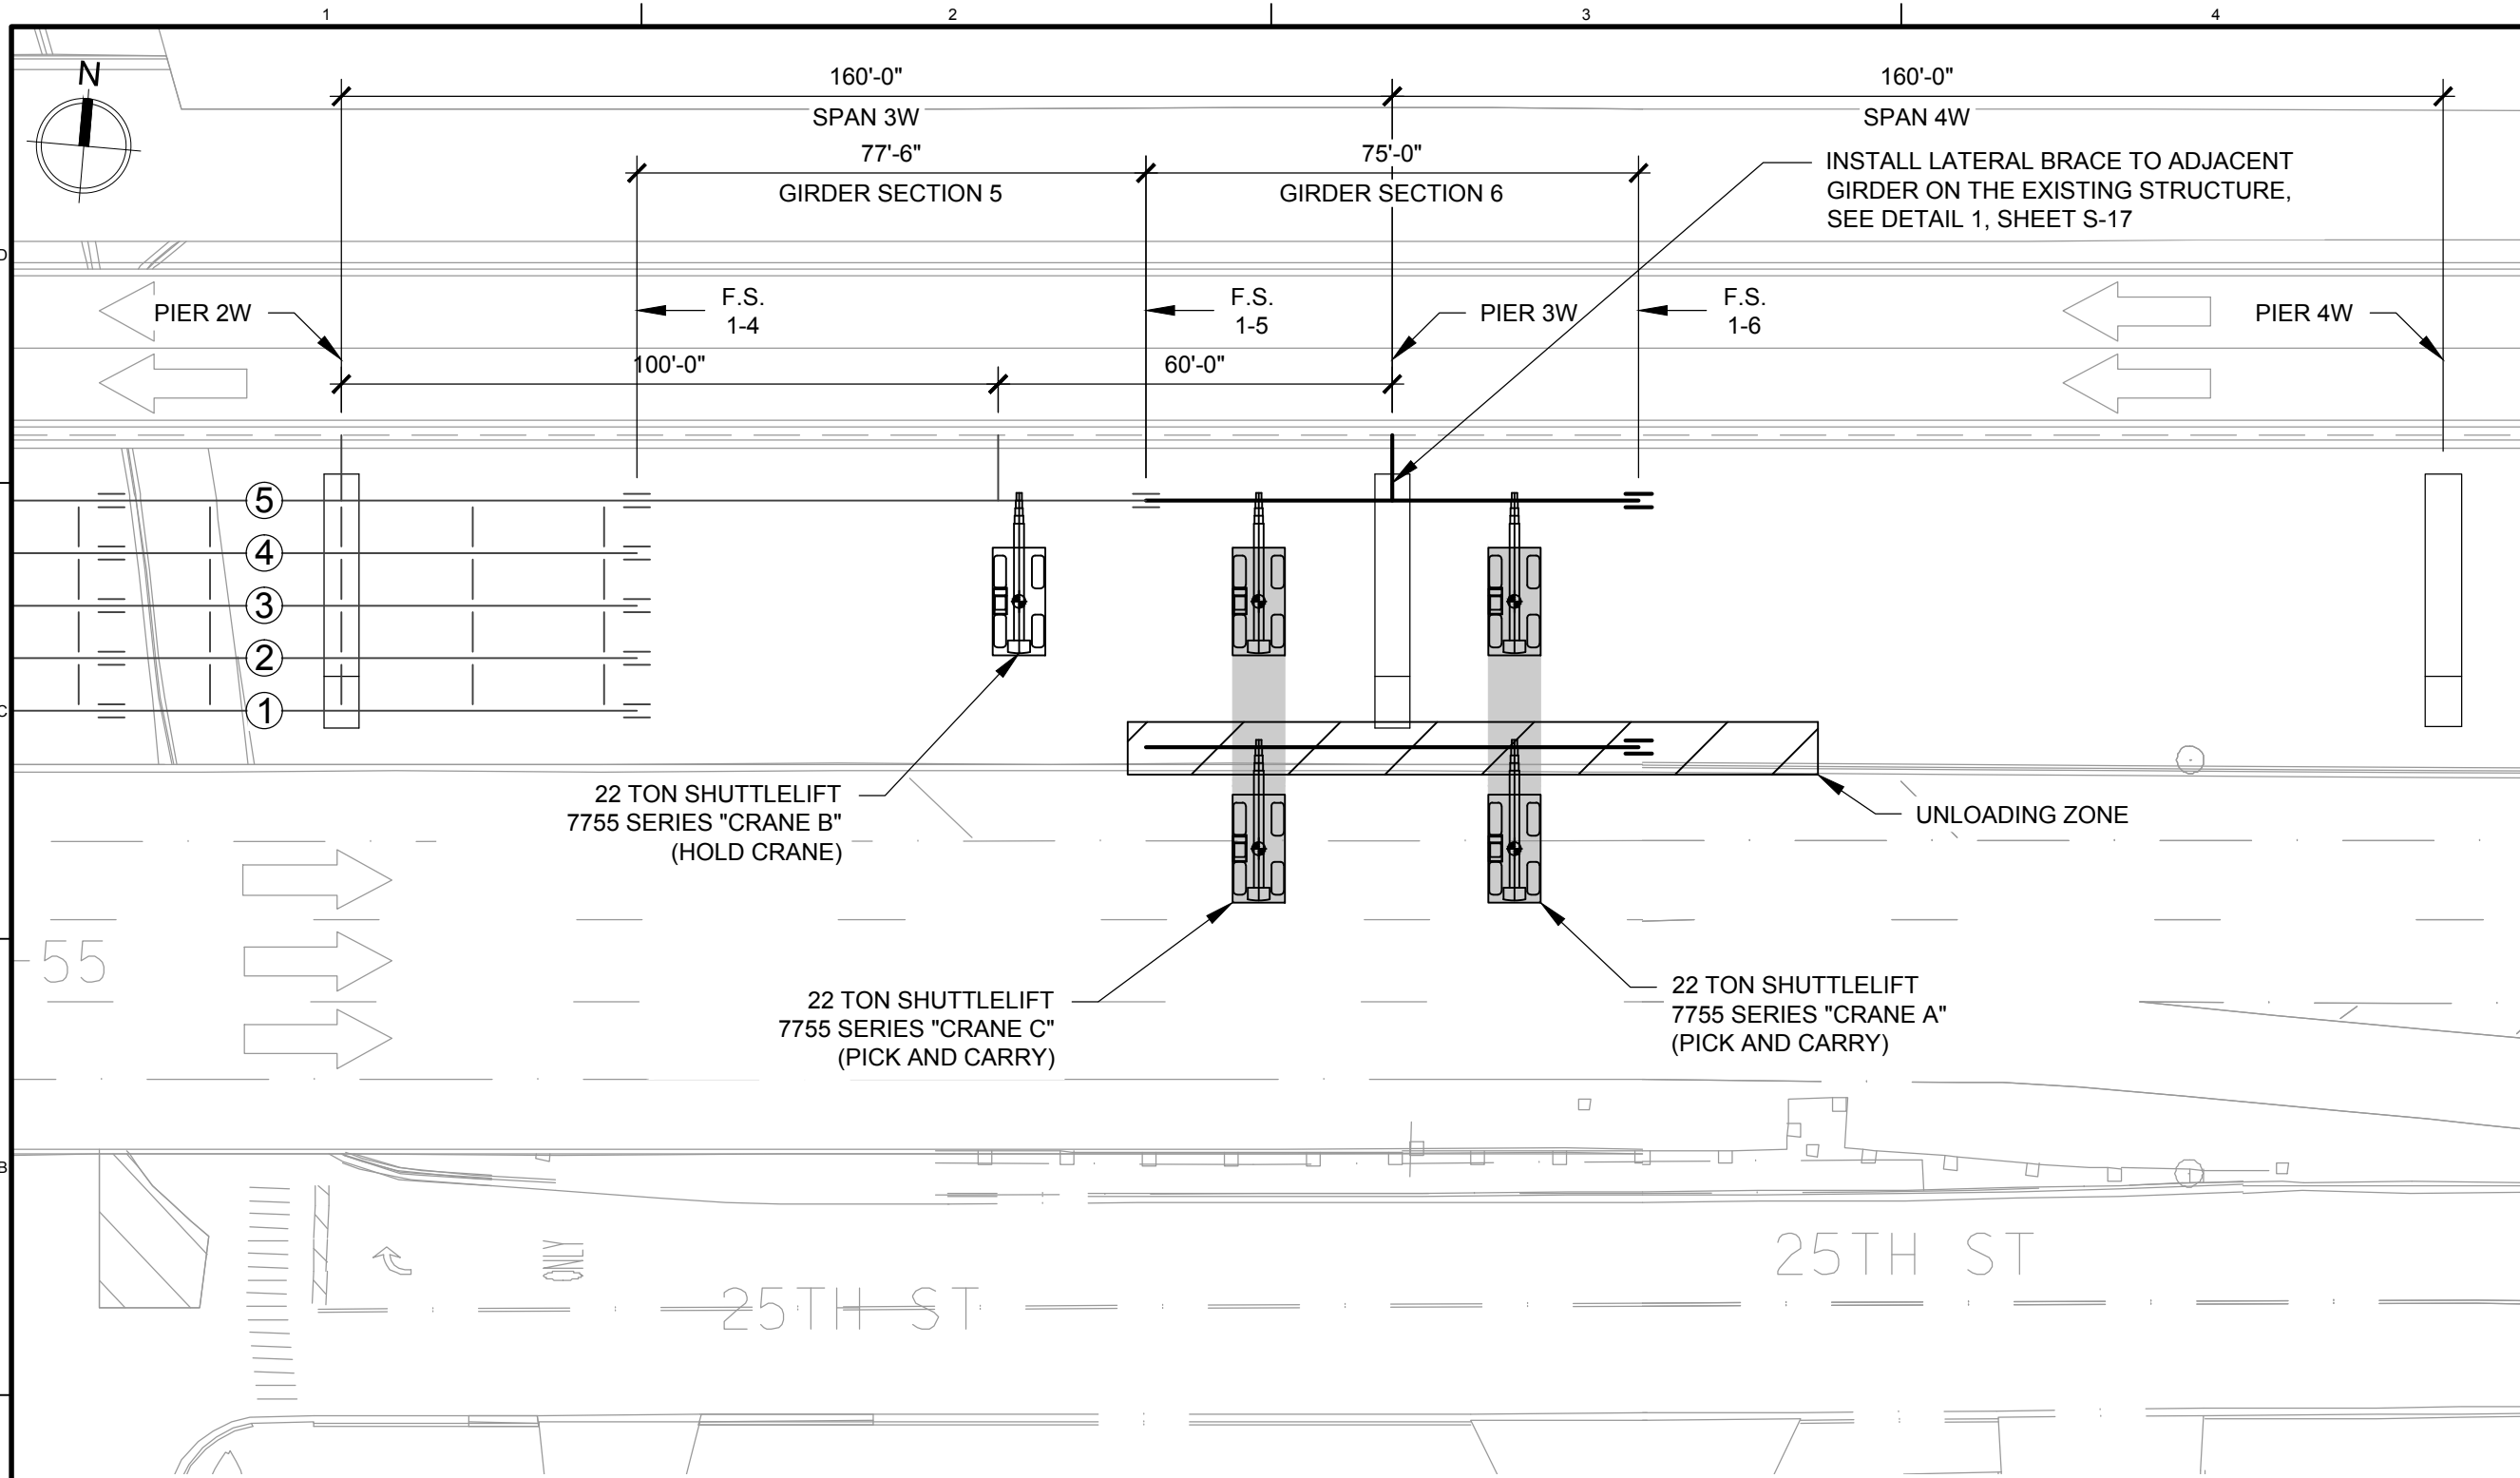 1
2
3
4
N
160'-0"
160'-0"
SPAN 3W
SPAN 4W
77'-6"
75'-0"
GIRDER SECTION 5
GIRDER SECTION 6
INSTALL LATERAL BRACE TO ADJACENT
GIRDER ON THE EXISTING STRUCTURE,
SEE DETAIL 1, SHEET S-17
D
PIER 2W
F.S.
1-4
F.S.
1-5
PIER 3W
F.S.
1-6
PIER 4W
100'-0"
60'-0"
5
4
3
2
1
C
22 TON SHUTTLELIFT
7755 SERIES "CRANE B"
(HOLD CRANE)
UNLOADING ZONE
55
22 TON SHUTTLELIFT
7755 SERIES "CRANE C"
(PICK AND CARRY)
22 TON SHUTTLELIFT
7755 SERIES "CRANE A"
(PICK AND CARRY)
B
ONLY
25TH ST
25TH ST